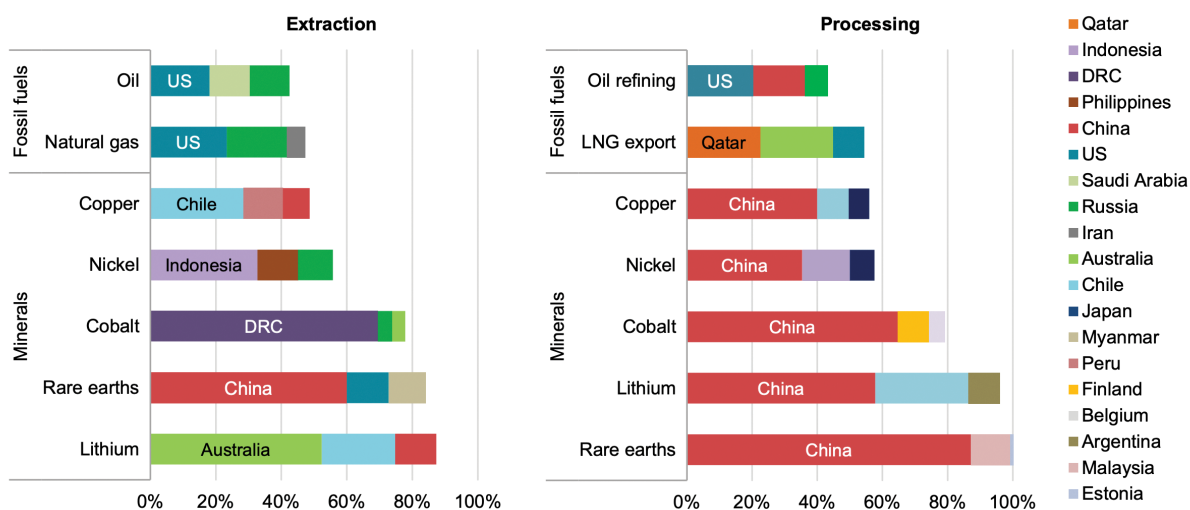 Extraction
Fossil fuels
Oil
US
Natural gas
US
Minerals
Copper
Chile
Nickel
Indonesia
Cobalt
DRC
Rare earths
China
Lithium
Australia
0% 20% 40% 60% 80% 100%
Processing
Fossil fuels
Oil refining
US
LNG export
Qatar
Minerals
Copper
China
Nickel
China
Cobalt
China
Lithium
China
Rare earths
China
0% 20% 40% 60% 80% 100%
Qatar
Indonesia
DRC
Philippines
China
US
Saudi Arabia
Russia
Iran
Australia
Chile
Japan
Myanmar
Peru
Finland
Belgium
Argentina
Malaysia
Estonia